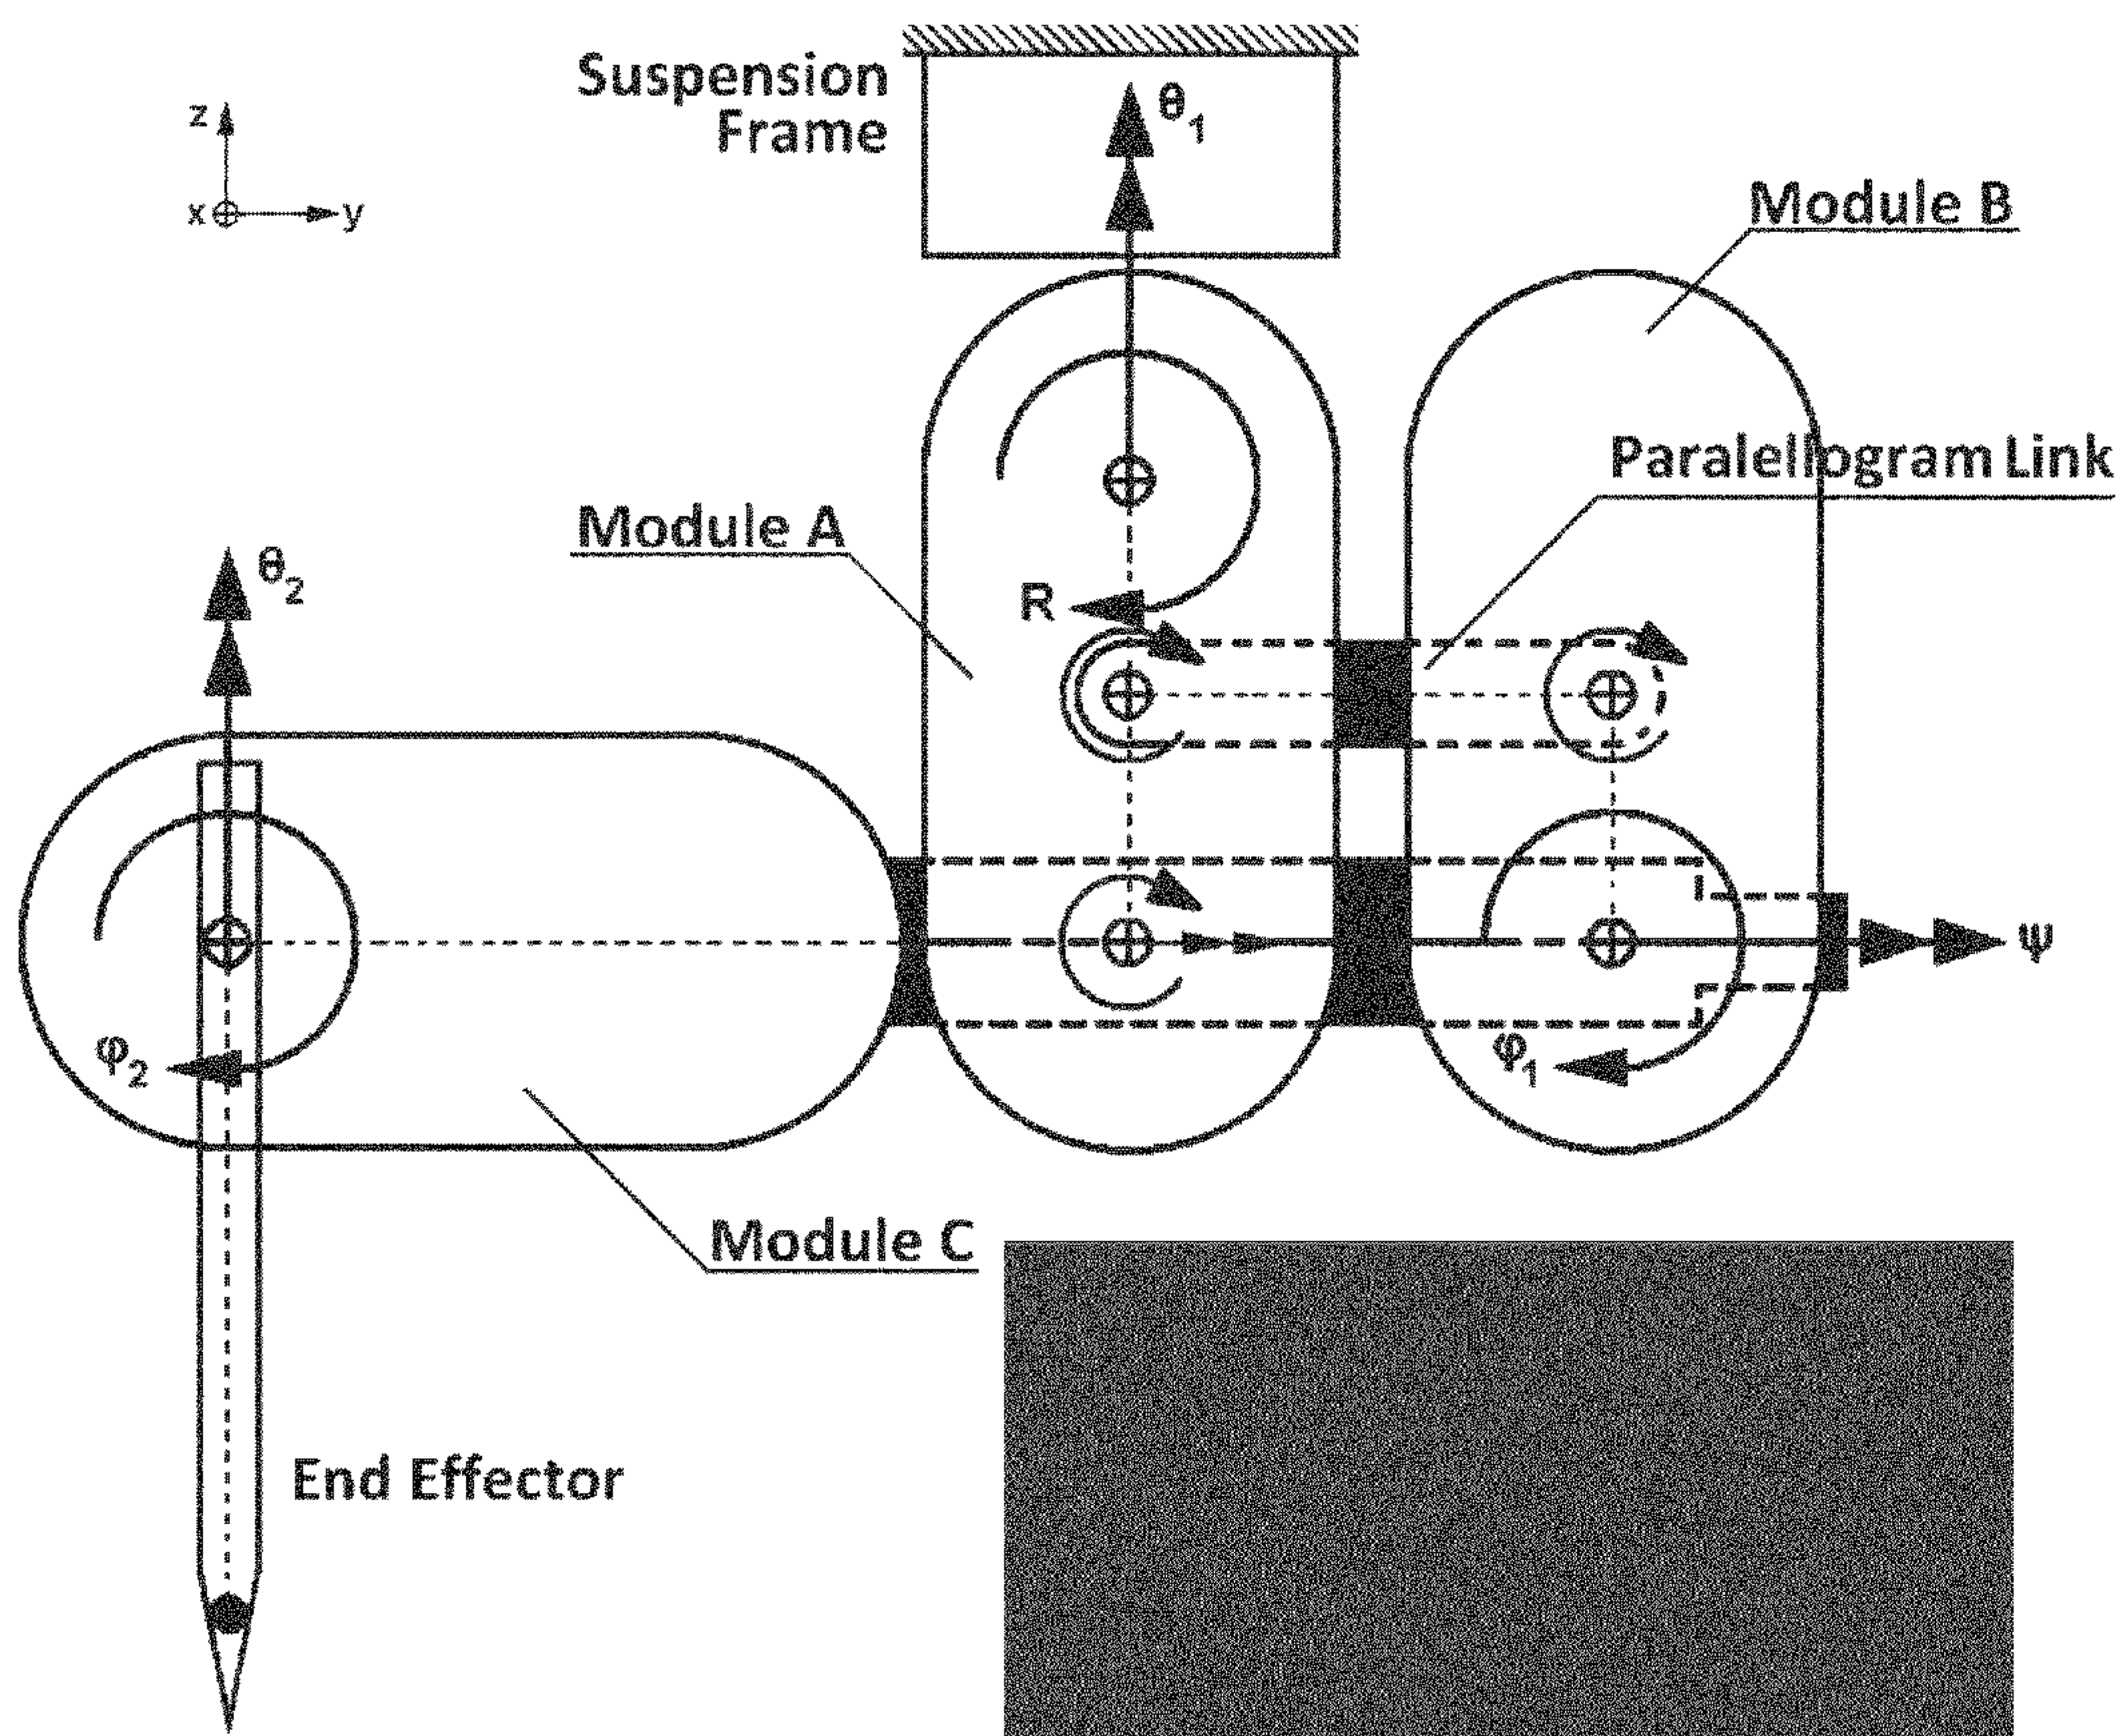 Suspension
Frame
θ1
z
x
y
Module B
Paralellogram Link
Module A
θ2
R
ψ
φ2
φ1
Module C
End Effector